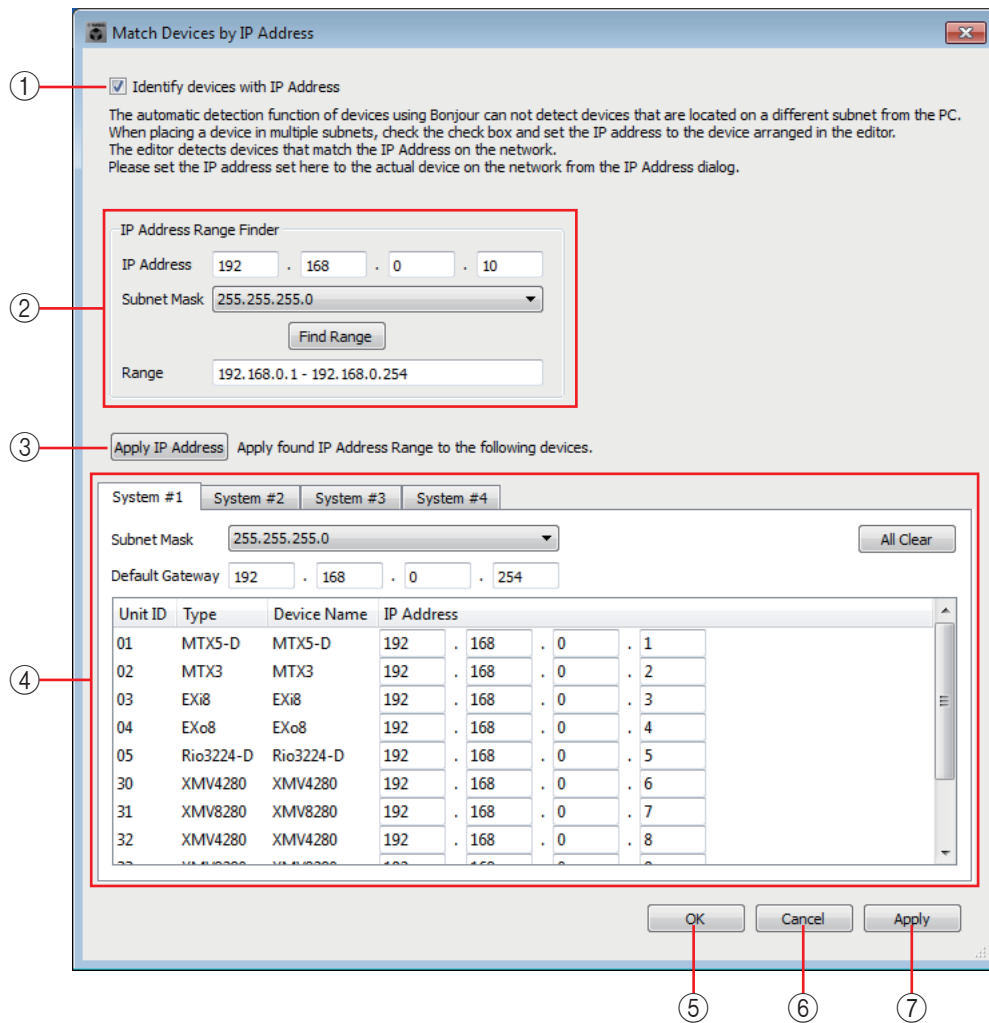 Match Devices by IP Address
① Identify devices with IP Address
The automatic detection function of devices using Bonjour can not detect devices that are located on a different subnet from the PC.
When placing a device in multiple subnets, check the check box and set the IP address to the device arranged in the editor.
The editor detects devices that match the IP Address on the network.
Please set the IP address set here to the actual device on the network from the IP Address dialog.
②
IP Address Range Finder
IP Address 192 . 168 . 0 . 10
Subnet Mask 255.255.255.0
Find Range
Range 192.168.0.1 - 192.168.0.254
③ Apply IP Address Apply found IP Address Range to the following devices.
④
System #1 System #2 System #3 System #4
Subnet Mask 255.255.255.0 All Clear
Default Gateway 192 . 168 . 0 . 254
Unit ID Type Device Name IP Address
01 MTX5-D MTX5-D 192 . 168 . 0 . 1
02 MTX3 MTX3 192 . 168 . 0 . 2
03 EXi8 EXi8 192 . 168 . 0 . 3
04 EXo8 EXo8 192 . 168 . 0 . 4
05 Rio3224-D Rio3224-D 192 . 168 . 0 . 5
30 XMV4280 XMV4280 192 . 168 . 0 . 6
31 XMV8280 XMV8280 192 . 168 . 0 . 7
32 XMV4280 XMV4280 192 . 168 . 0 . 8
OK Cancel Apply
⑤ ⑥ ⑦